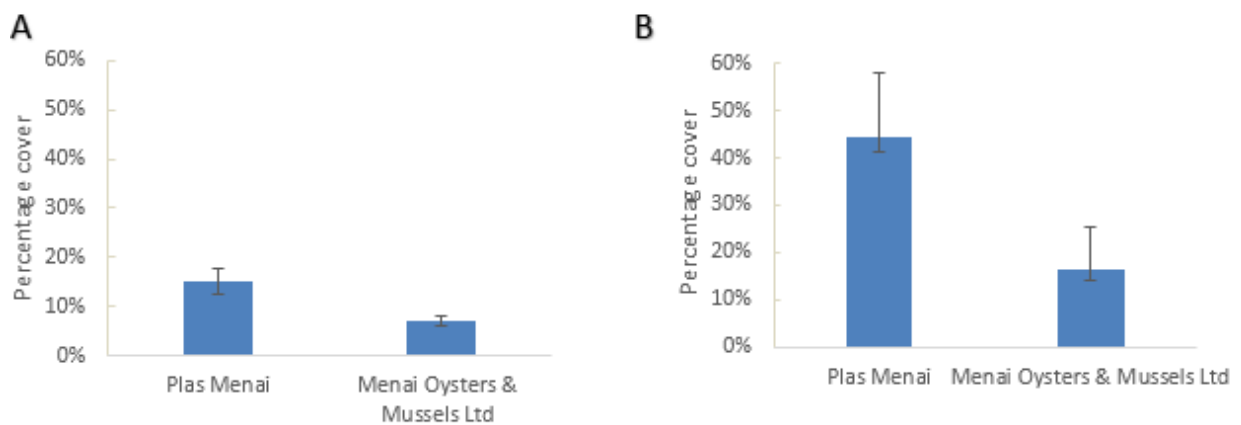 A
Percentage cover
60%
50%
40%
30%
20%
10%
0%
Plas Menai
Menai Oysters &
Mussels Ltd
B
Percentage cover
60%
50%
40%
30%
20%
10%
0%
Plas Menai
Menai Oysters & Mussels Ltd